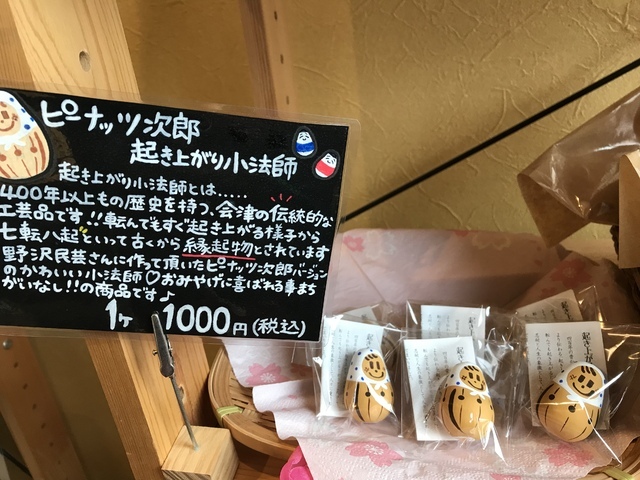 ピーナッツ次郎
起き上がり小法師
起き上がり小法師とは.....
400年以上もの歴史を持つ、会津の伝統的な
工芸品です!!転んでもすぐ起き上がる様子から
七転八起"といって古くから縁起物とされています
野沢民芸さんに作って頂いたピーナッツ次郎バージョン
のかわいい小法師♡おみやげに喜ばれる事まち
がいなし!!の商品です♪
1ヶ 1000円(税込)